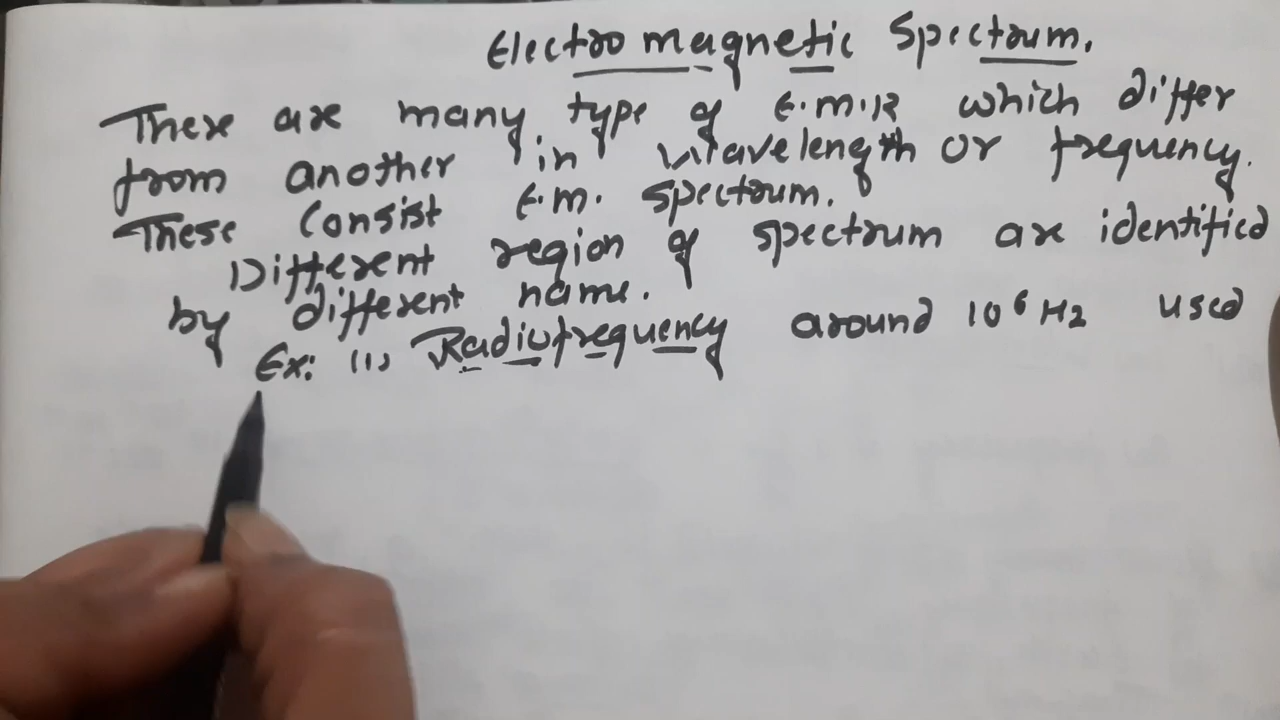 Electromagnetic Spectrum.
There are many type of E.M.R which differ
from another in wavelength or frequency.
These consist E.m. spectrum.
Different region of spectrum are identified
by different name.
Ex: (1) Radiofrequency around 10⁶ Hz used